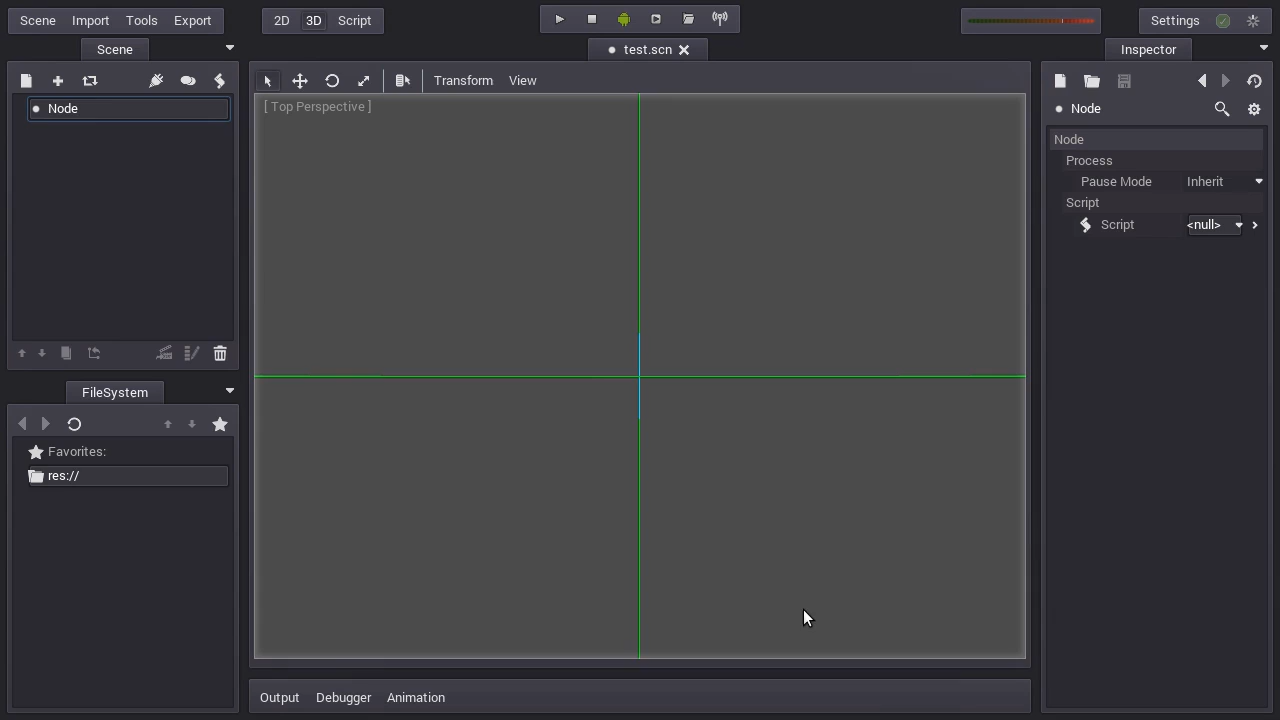 Scene Import Tools Export 2D 3D Script Settings
Scene test.scn Inspector
Transform View
[ Top Perspective ]
Node
Node
Node
Process
Pause Mode Inherit
Script
Script <null>
FileSystem
Favorites:
res://
Output Debugger Animation